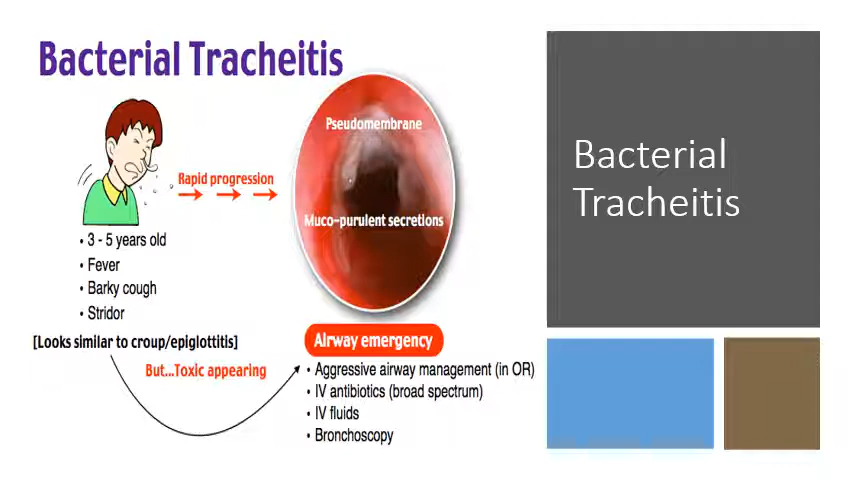 Bacterial Tracheitis
Rapid progression
Pseudomembrane
Muco-purulent secretions
• 3 - 5 years old
• Fever
• Barky cough
• Stridor
[Looks similar to croup/epiglottitis]
But...Toxic appearing
Airway emergency
• Aggressive airway management (in OR)
• IV antibiotics (broad spectrum)
• IV fluids
• Bronchoscopy
Bacterial
Tracheitis